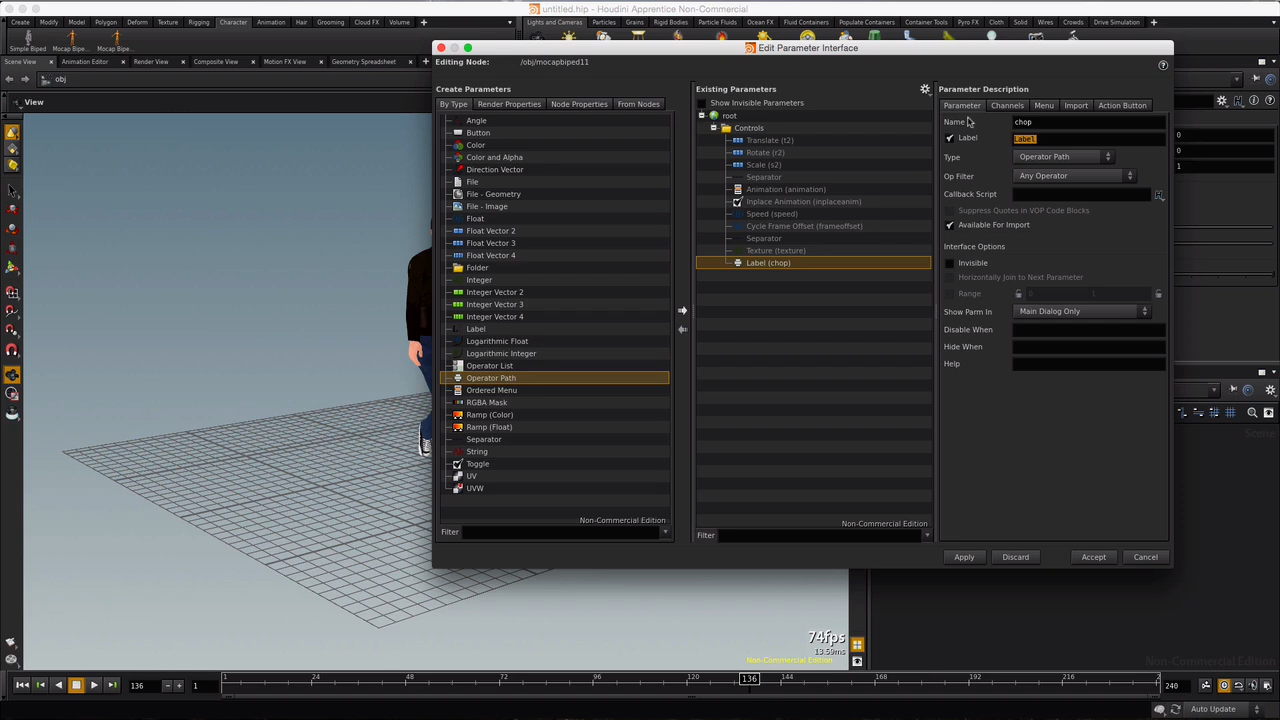 untitled.hip - Houdini Apprentice Non-Commercial
Create Modify Model Polygon Deform Texture Rigging Character Animation Hair Grooming Cloud FX Volume
Lights and Cameras Particles Grains Rigid Bodies Particle Fluids Viscous Fluids Ocean FX Fluid Containers Populate Containers Container Tools Pyro FX Cloth Solid Wires Crowds Drive Simulation
Simple Biped Mocap Bipe... Mocap Bipe...
Scene View Animation Editor Render View Composite View Motion FX View Geometry Spreadsheet
obj
View
Edit Parameter Interface
Editing Node: /obj/mocapbiped11
Create Parameters
By Type Render Properties Node Properties From Nodes
Angle
Button
Color
Color and Alpha
Direction Vector
File
File - Geometry
File - Image
Float
Float Vector 2
Float Vector 3
Float Vector 4
Folder
Integer
Integer Vector 2
Integer Vector 3
Integer Vector 4
Label
Logarithmic Float
Logarithmic Integer
Operator List
Operator Path
Ordered Menu
RGBA Mask
Ramp (Color)
Ramp (Float)
Separator
String
Toggle
UV
UVW
Non-Commercial Edition
Filter
Existing Parameters
Show Invisible Parameters
root
Controls
Translate (t2)
Rotate (r2)
Scale (s2)
Separator
Animation (animation)
Inplace Animation (inplaceanim)
Speed (speed)
Cycle Frame Offset (frameoffset)
Separator
Texture (texture)
Label (chop)
Non-Commercial Edition
Filter
Parameter Description
Parameter Channels Menu Import Action Button
Name chop
Label Label
Type Operator Path
Op Filter Any Operator
Callback Script
Suppress Quotes in VOP Code Blocks
Available For Import
Interface Options
Invisible
Horizontally Join to Next Parameter
Range 0 1
Show Parm In Main Dialog Only
Disable When
Hide When
Help
Apply Discard Accept Cancel
0
0
1
Scene
74fps
13.59ms
Non-Commercial Edition
Non-Commercial Edition
136 1 1 24 48 72 96 120 136 144 168 192 216 2 240
Auto Update